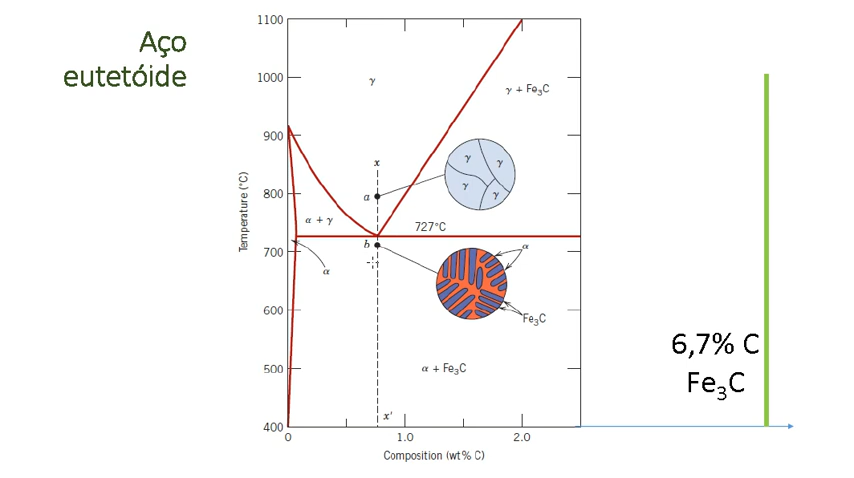 Aço
eutetóide
1100
1000
900
800
700
600
500
400
Temperature (°C)
γ
γ + Fe₃C
x
γ
γ
γ
γ
a
α + γ
727°C
b
α
α
Fe₃C
α + Fe₃C
x'
0
1.0
2.0
Composition (wt% C)
6,7% C
Fe₃C